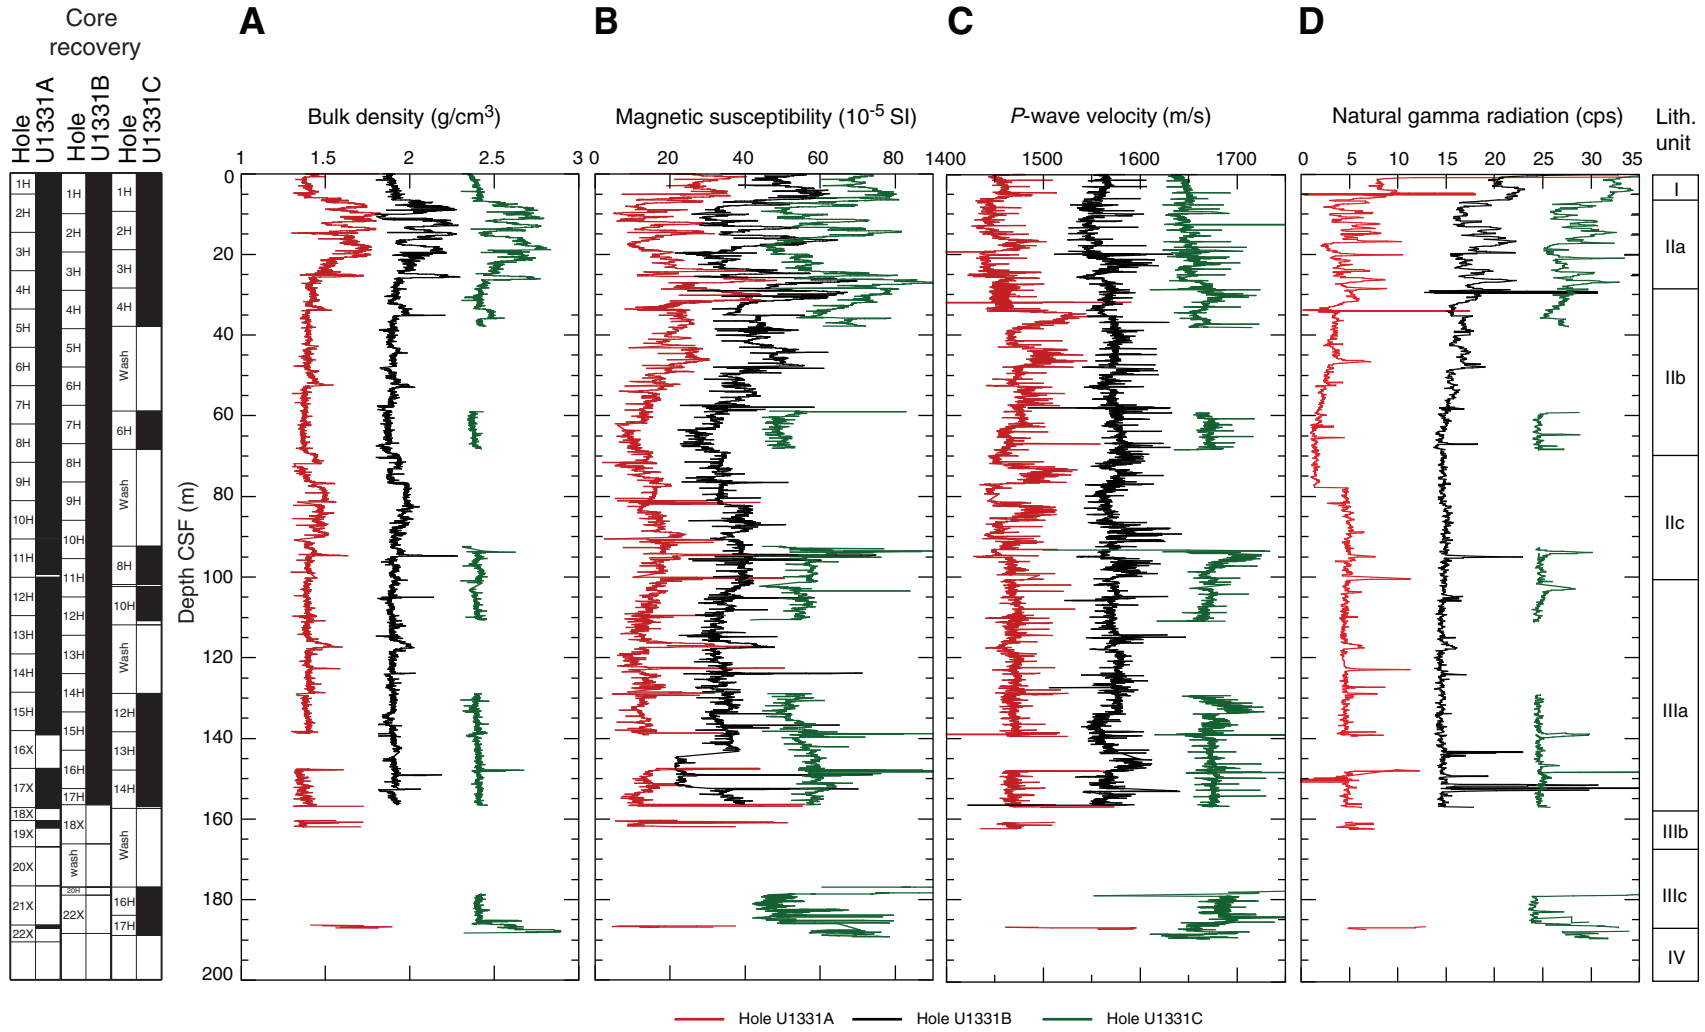 Core
recovery
Hole
U1331A
Hole
U1331B
Hole
U1331C
A
B
C
D
Bulk density (g/cm³)
Magnetic susceptibility (10⁻⁵ SI)
P-wave velocity (m/s)
Natural gamma radiation (cps)
Lith.
unit
1 1.5 2 2.5 3
0 20 40 60 80 1400
1500 1600 1700
0 5 10 15 20 25 30 35
Depth CSF (m)
0
20
40
60
80
100
120
140
160
180
200
1H
2H
3H
4H
5H
6H
7H
8H
9H
10H
11H
12H
13H
14H
15H
16X
17X
18X
19X
20X
21X
22X
1H
2H
3H
4H
5H
6H
7H
8H
9H
10H
11H
12H
13H
14H
15H
16H
17H
18X
wash
20H
22X
1H
2H
3H
4H
Wash
6H
Wash
8H
10H
Wash
12H
13H
14H
Wash
16H
17H
I
IIa
IIb
IIc
IIIa
IIIb
IIIc
IV
Hole U1331A Hole U1331B Hole U1331C